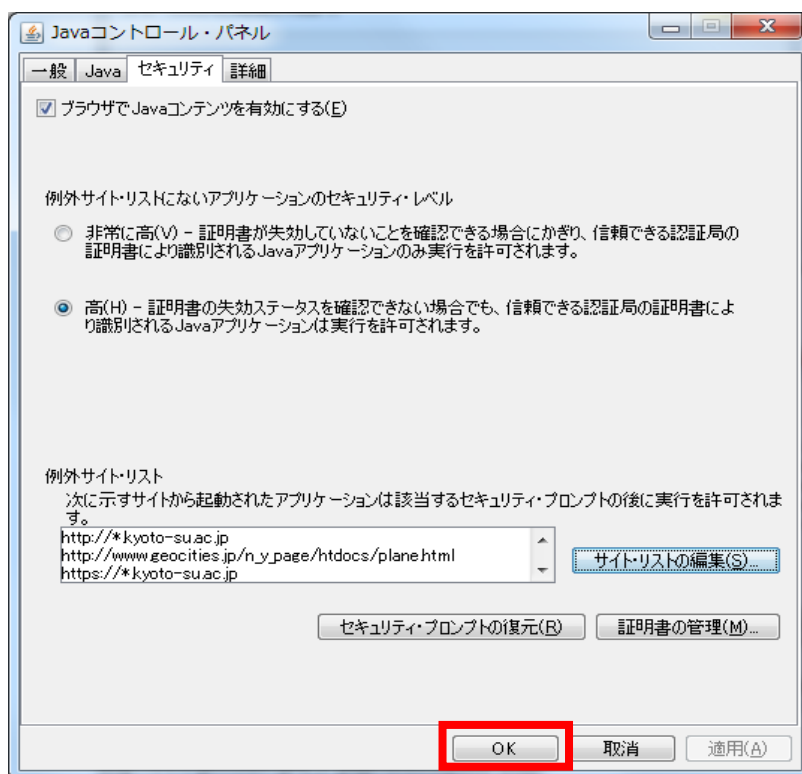 Javaコントロール・パネル
一般 Java セキュリティ 詳細
ブラウザでJavaコンテンツを有効にする(E)
例外サイト・リストにないアプリケーションのセキュリティ・レベル
非常に高(V) - 証明書が失効していないことを確認できる場合にかぎり、信頼できる認証局の
証明書により識別されるJavaアプリケーションのみ実行を許可されます。
高(H) - 証明書の失効ステータスを確認できない場合でも、信頼できる認証局の証明書によ
り識別されるJavaアプリケーションは実行を許可されます。
例外サイト・リスト
次に示すサイトから起動されたアプリケーションは該当するセキュリティ・プロンプトの後に実行を許可されま
す。
http://*.kyoto-su.ac.jp
http://www.geocities.jp/n_y_page/htdocs/plane.html
https://*.kyoto-su.ac.jp
サイト・リストの編集(S)...
セキュリティ・プロンプトの復元(R) 証明書の管理(M)...
OK 取消 適用(A)